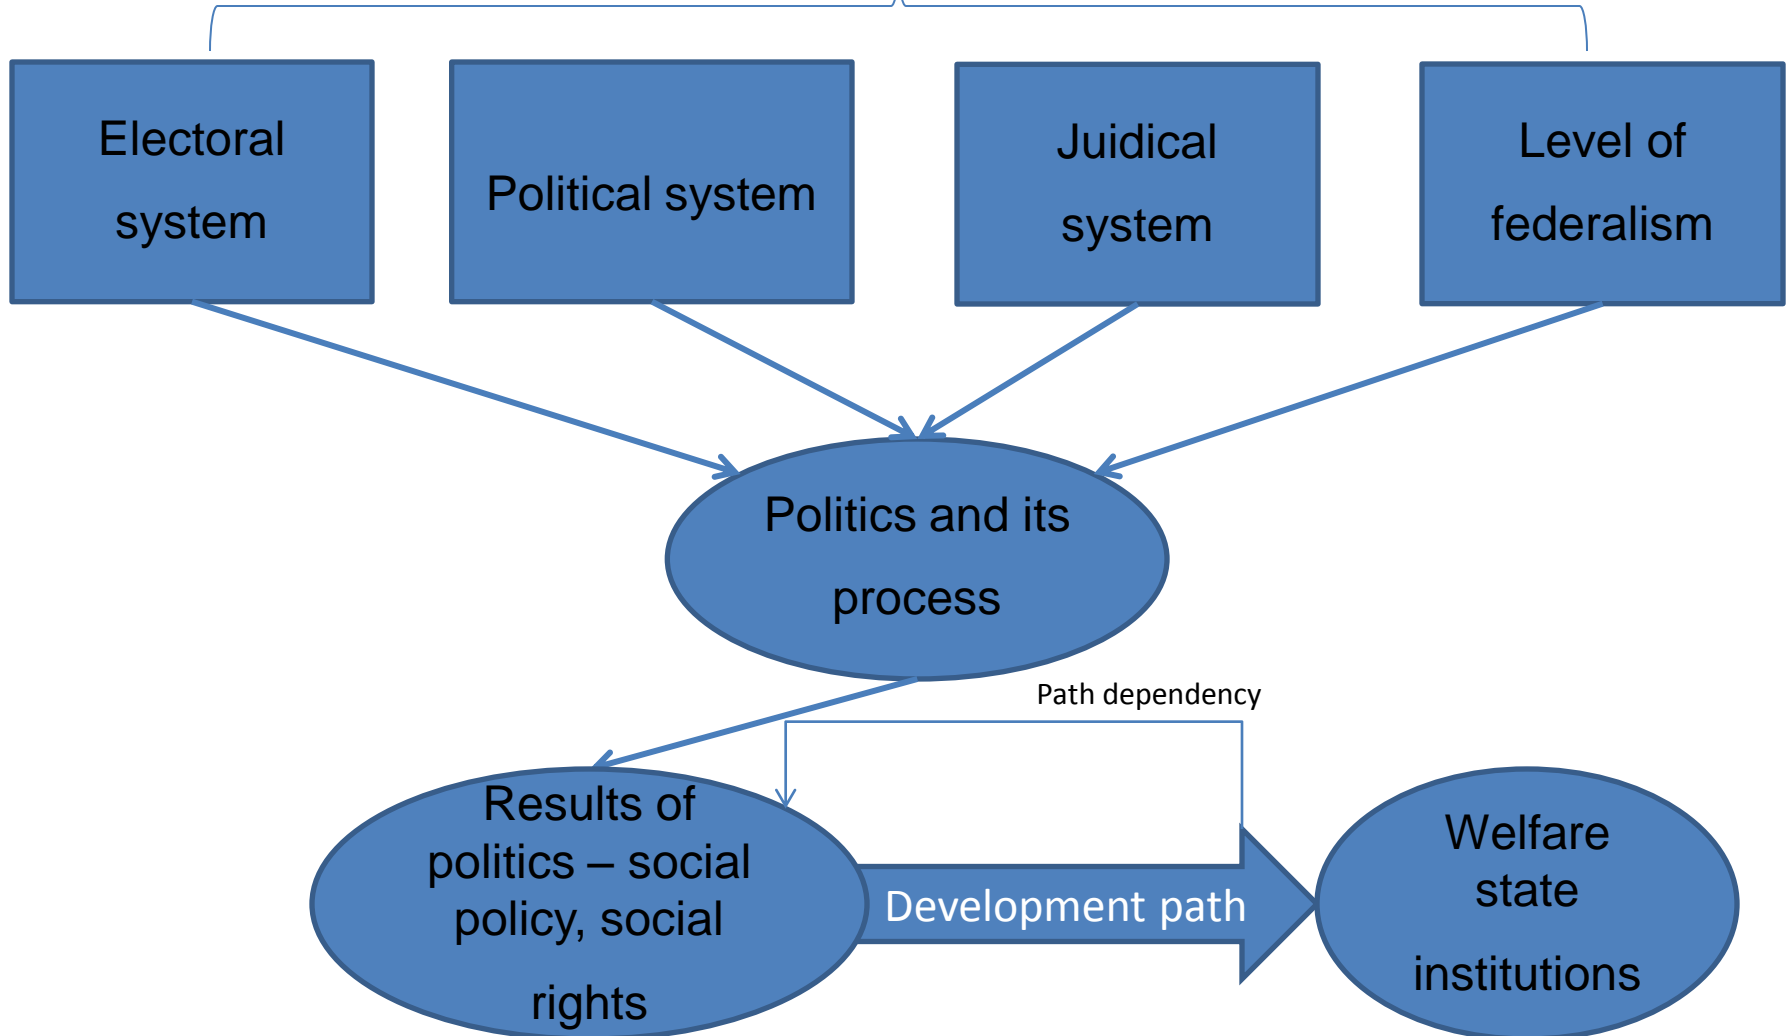 Electoral
system
Political system
Juidical
system
Level of
federalism
Politics and its
process
Path dependency
Results of
politics – social
policy, social
rights
Development path
Welfare
state
institutions